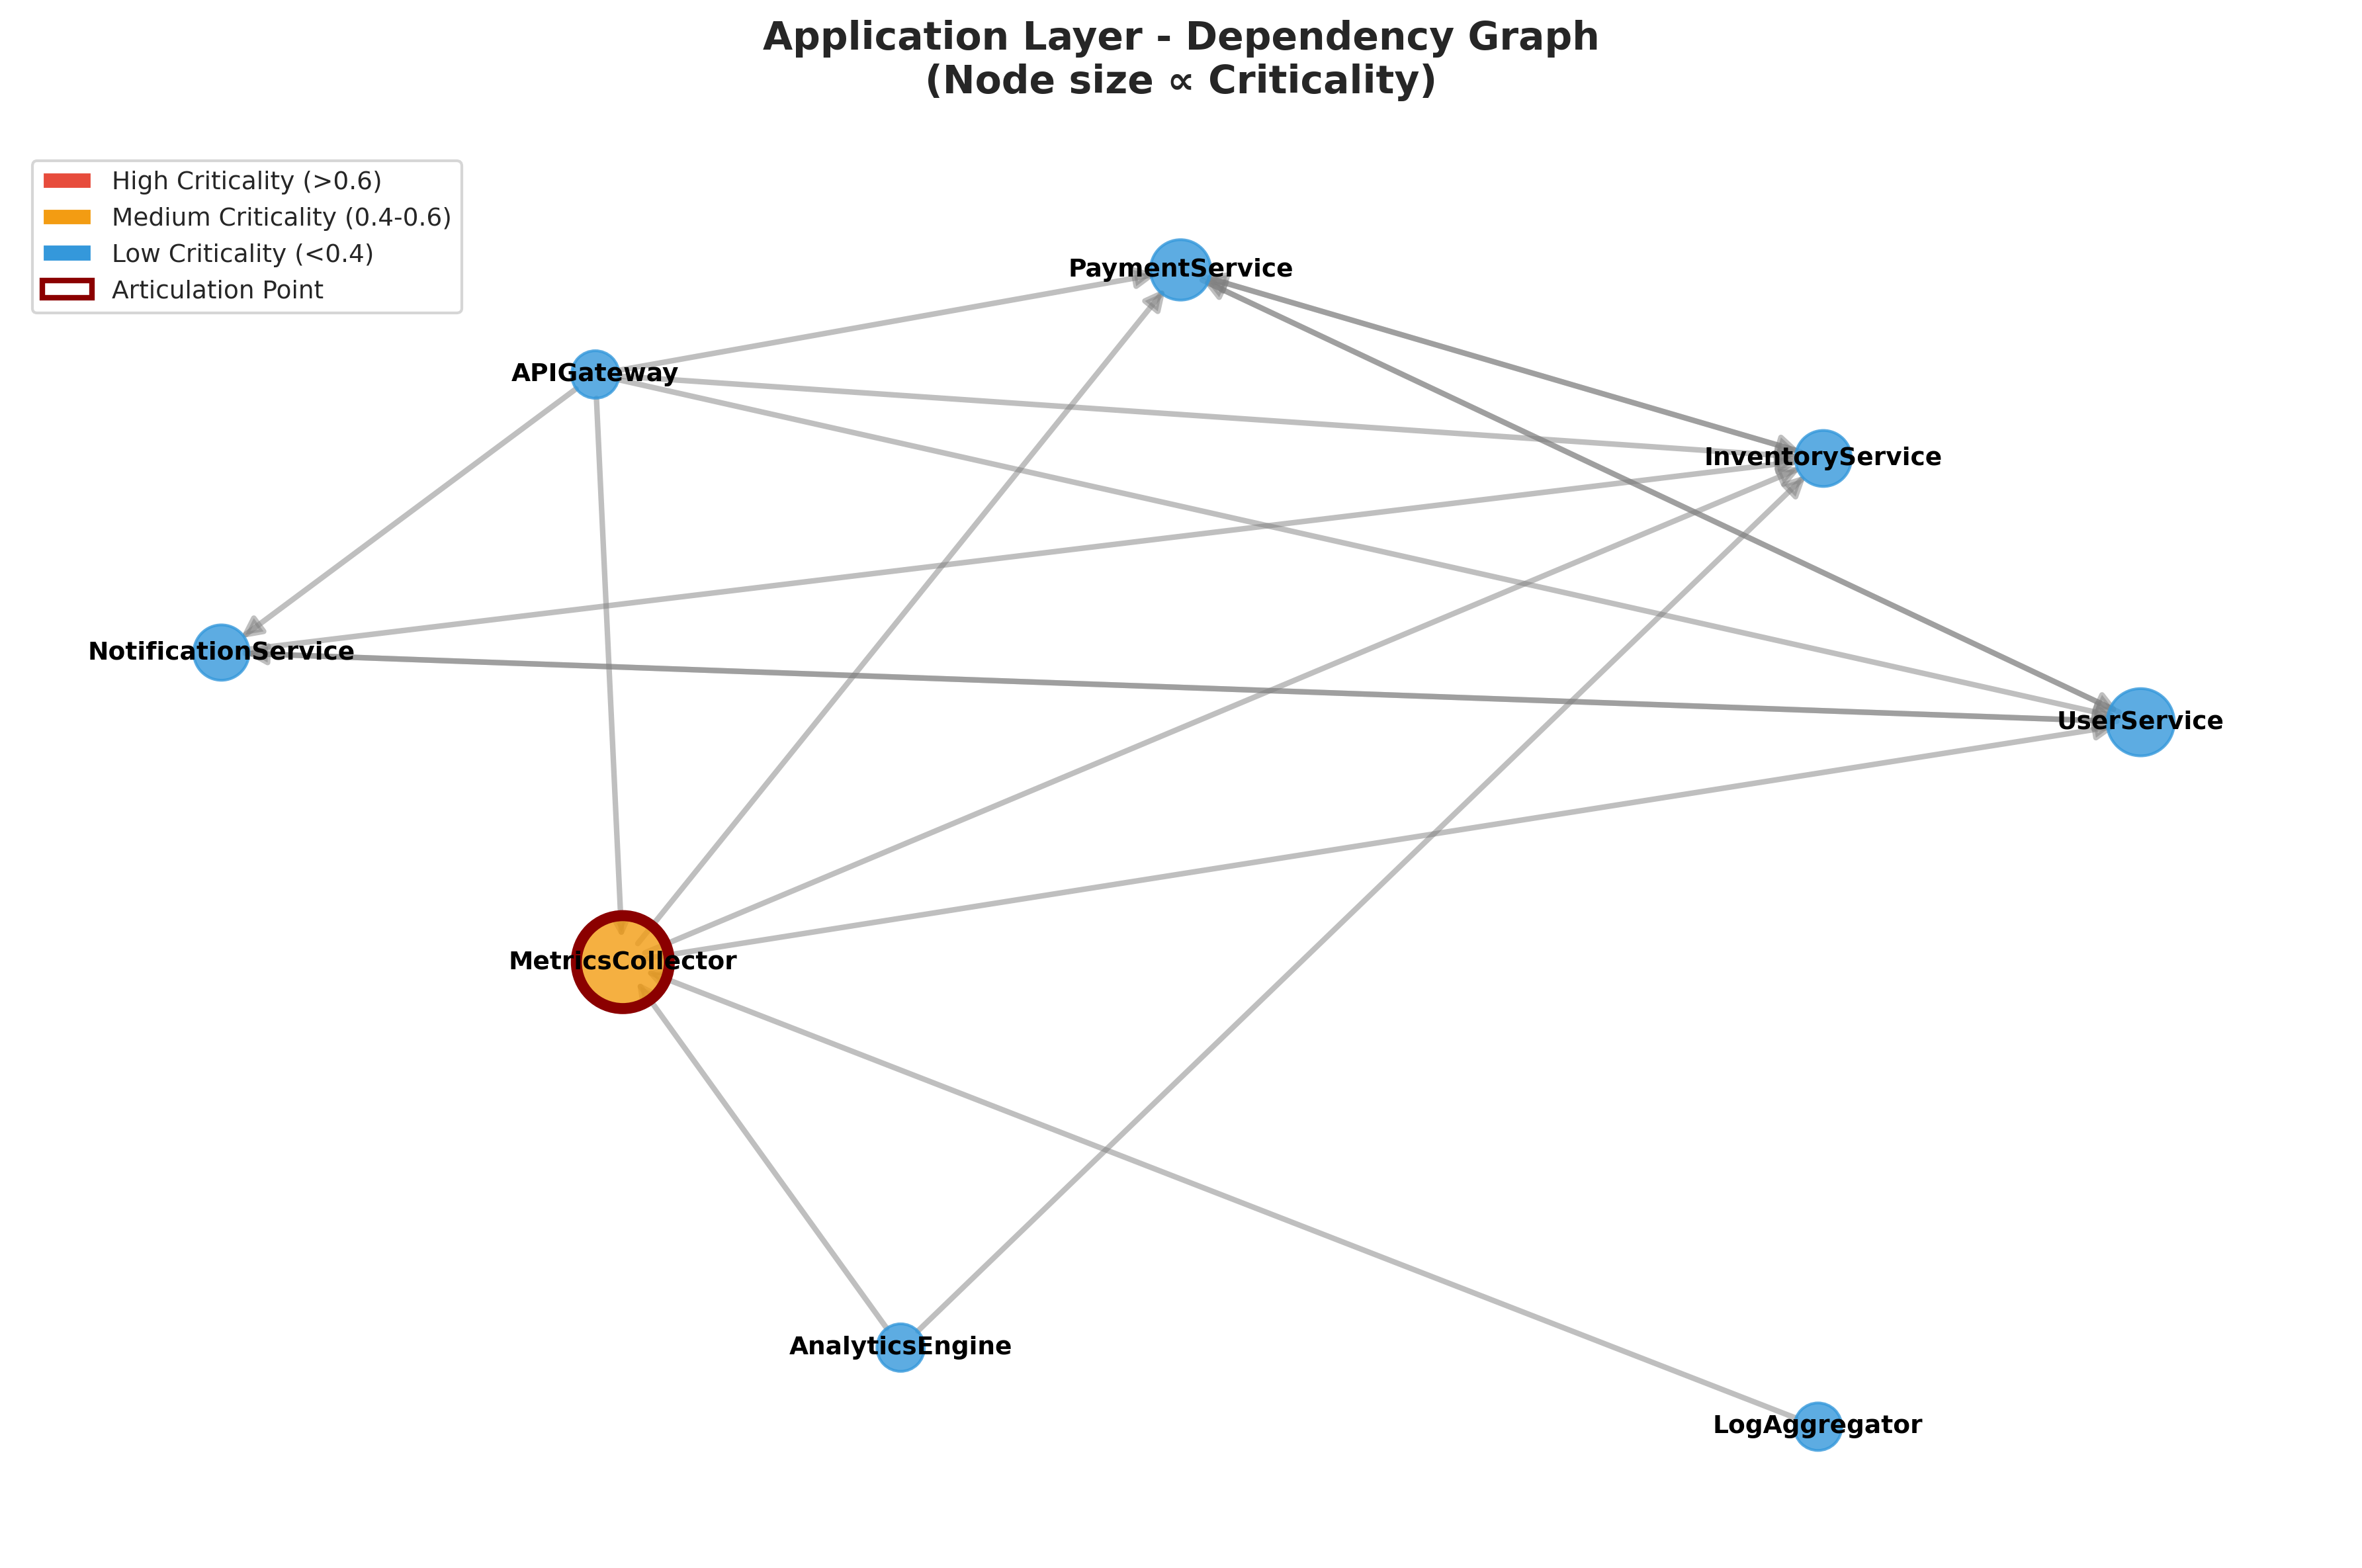 Application Layer - Dependency Graph
(Node size ∝ Criticality)
High Criticality (>0.6)
Medium Criticality (0.4-0.6)
Low Criticality (<0.4)
Articulation Point
PaymentService
APIGateway
InventoryService
NotificationService
UserService
MetricsCollector
AnalyticsEngine
LogAggregator